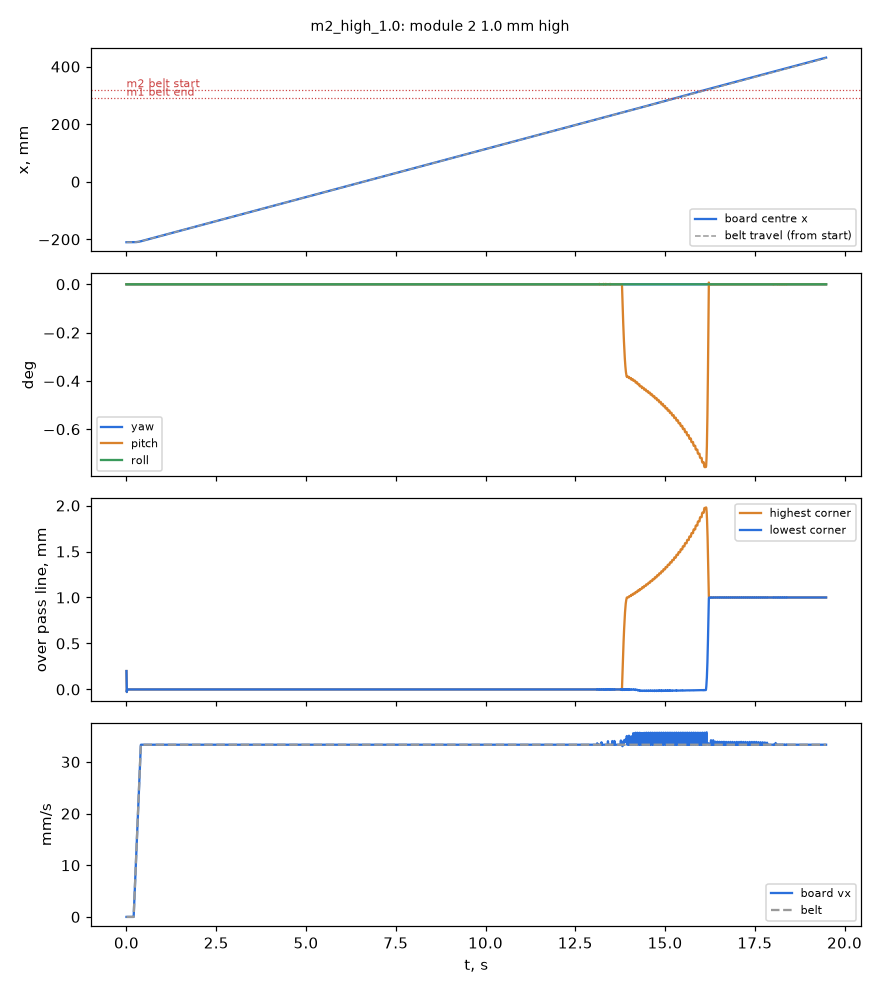 m2_high_1.0: module 2 1.0 mm high
x, mm
400
200
0
−200
m2 belt start
m1 belt end
board centre x
belt travel (from start)
deg
0.0
−0.2
−0.4
−0.6
yaw
pitch
roll
over pass line, mm
2.0
1.5
1.0
0.5
0.0
highest corner
lowest corner
mm/s
30
20
10
0
board vx
belt
0.0 2.5 5.0 7.5 10.0 12.5 15.0 17.5 20.0
t, s